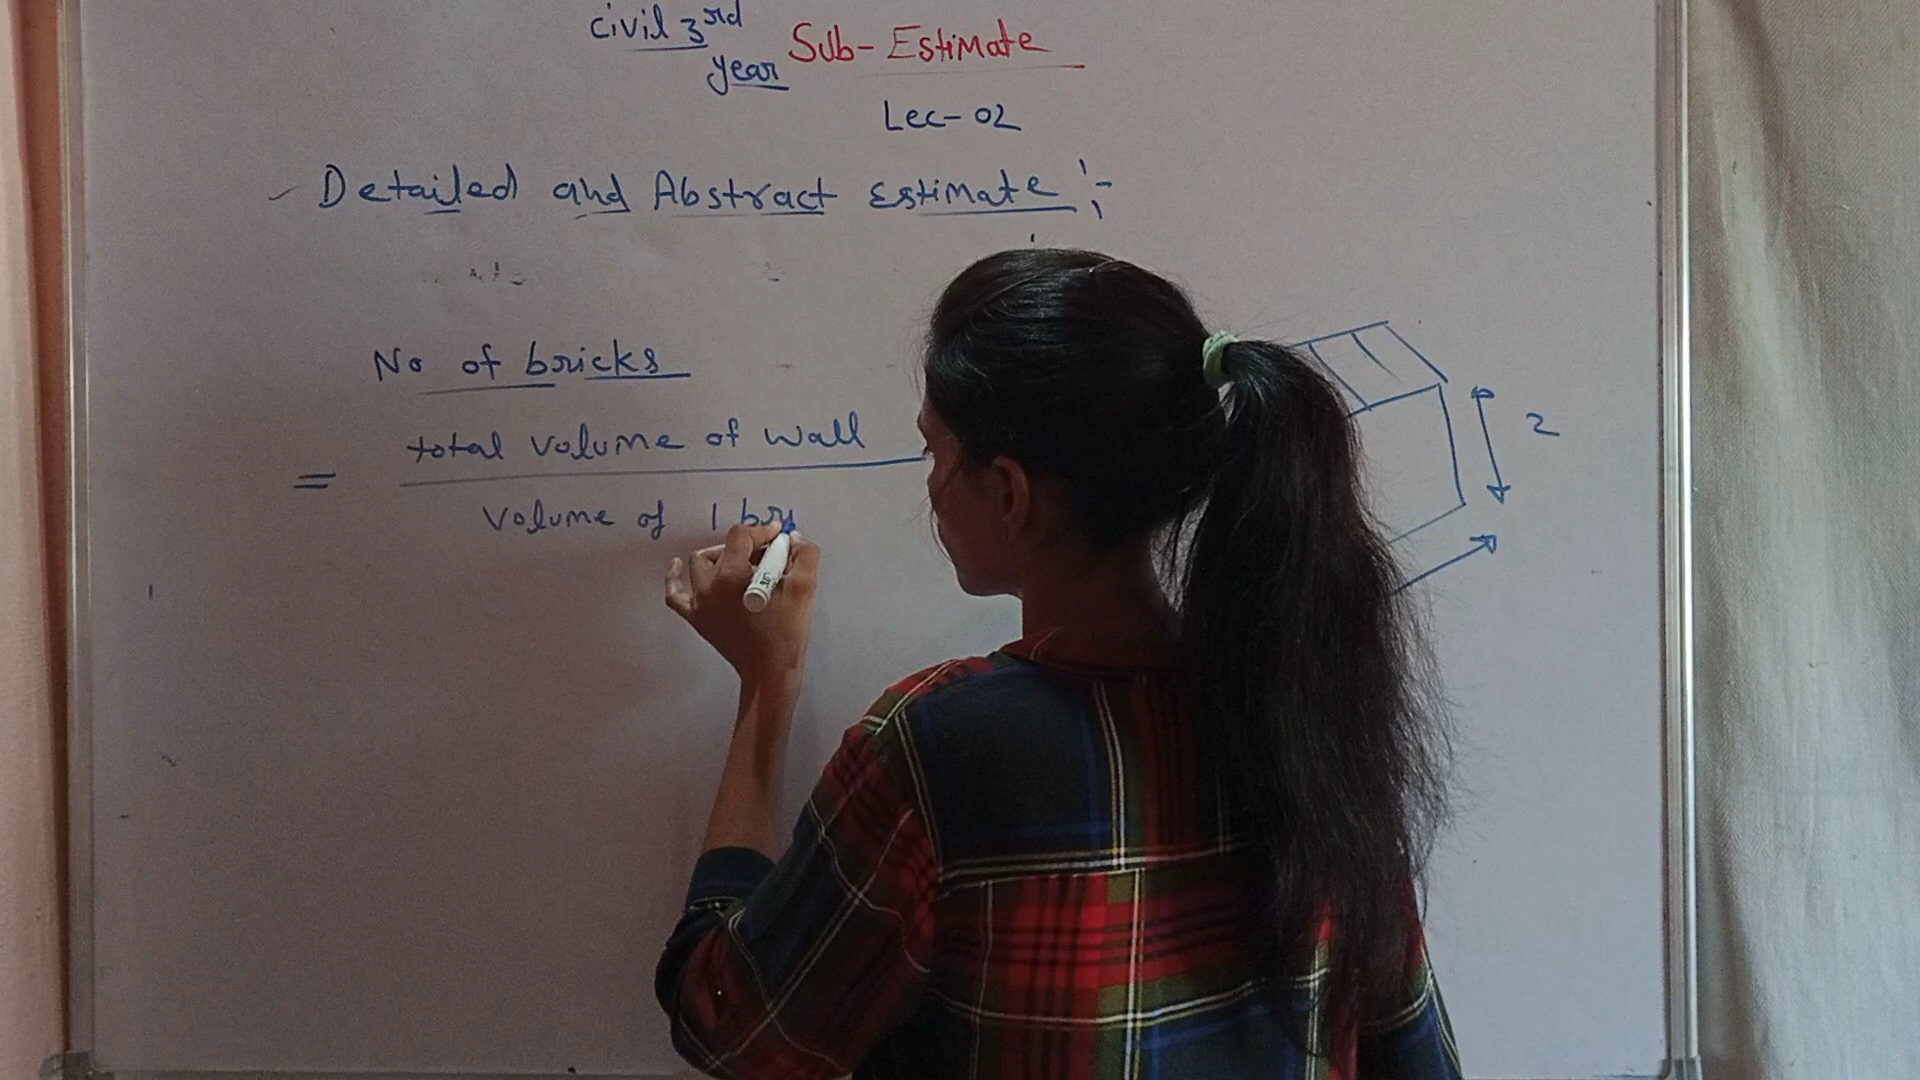 Civil 3rd year Sub- Estimate
Lec- 02
Detailed and Abstract Estimate :-
No of bricks
= total volume of wall
volume of 1 bri
2